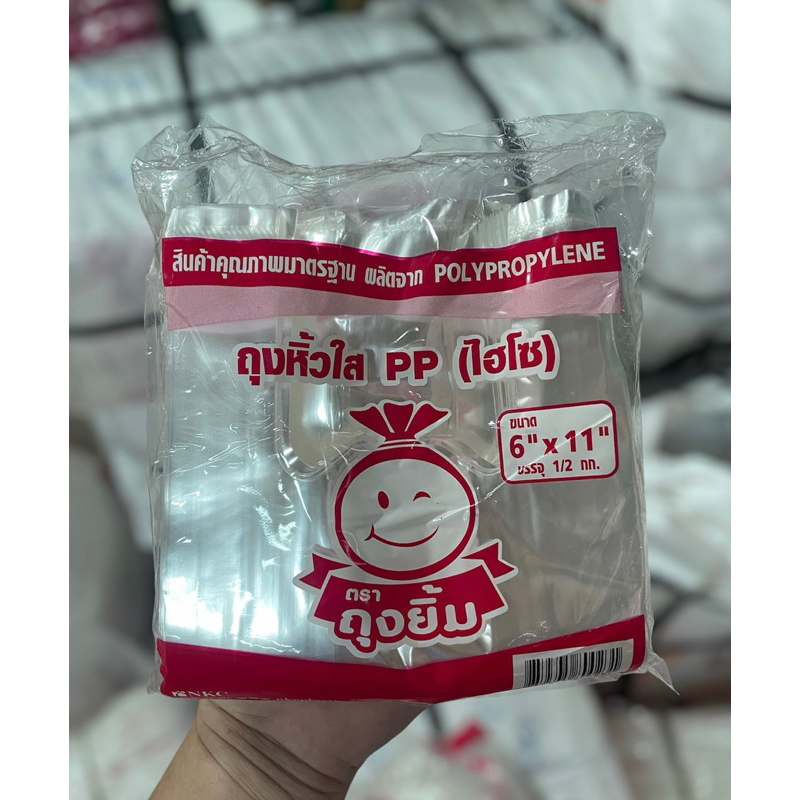 สินค้าคุณภาพมาตรฐาน ผลิตจาก POLYPROPYLENE
ถุงหิ้วใส PP (ไฮโซ)
ขนาด
6" x 11"
บรรจุ 1/2 กก.
ตรา
ถุงยิ้ม
NKC